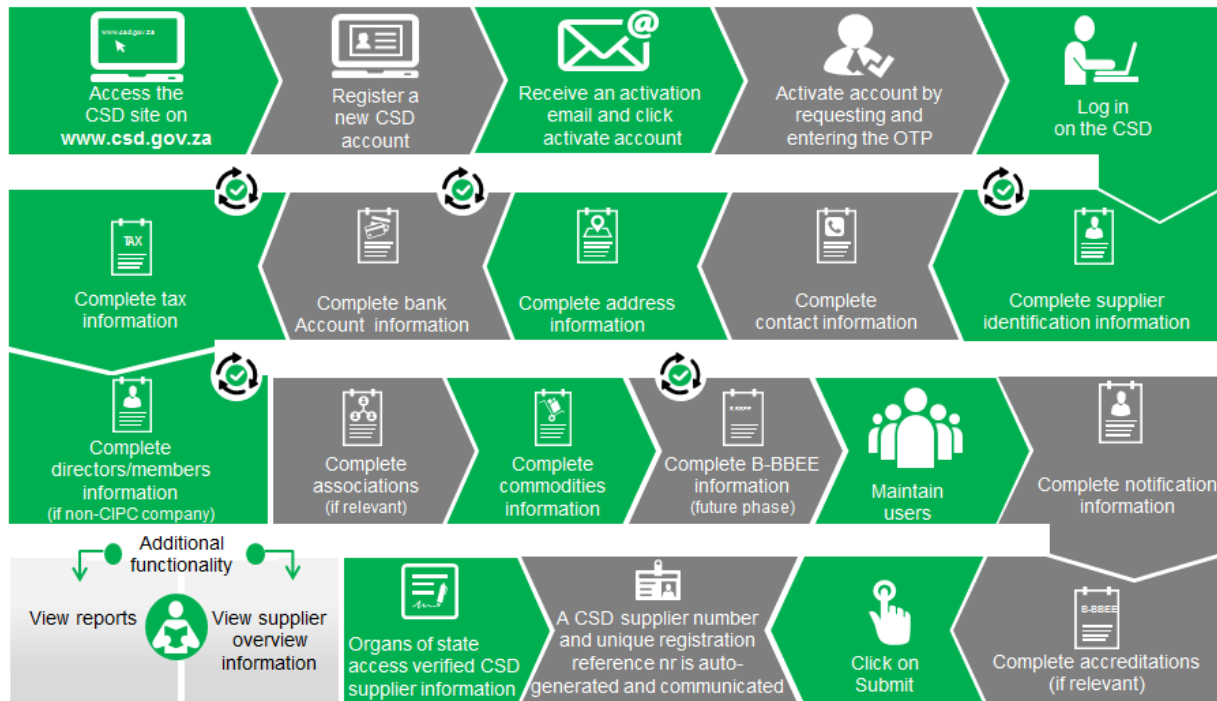 www.csd.gov.za
Access the
CSD site on
www.csd.gov.za
Register a
new CSD
account
@
Receive an activation
email and click
activate account
Activate account by
requesting and
entering the OTP
Log in
on the CSD
Complete supplier
identification information
Complete
contact information
Complete address
information
Complete bank
Account information
TAX
Complete tax
information
Complete
directors/members
information
(if non-CIPC company)
Complete
associations
(if relevant)
Complete
commodities
information
Complete B-BBEE
information
(future phase)
Maintain
users
Complete notification
information
B-BBEE
Complete accreditations
(if relevant)
Click on
Submit
A CSD supplier number
and unique registration
reference nr is auto-
generated and communicated
Organs of state
access verified CSD
supplier information
Additional
functionality
View reports
View supplier
overview
information